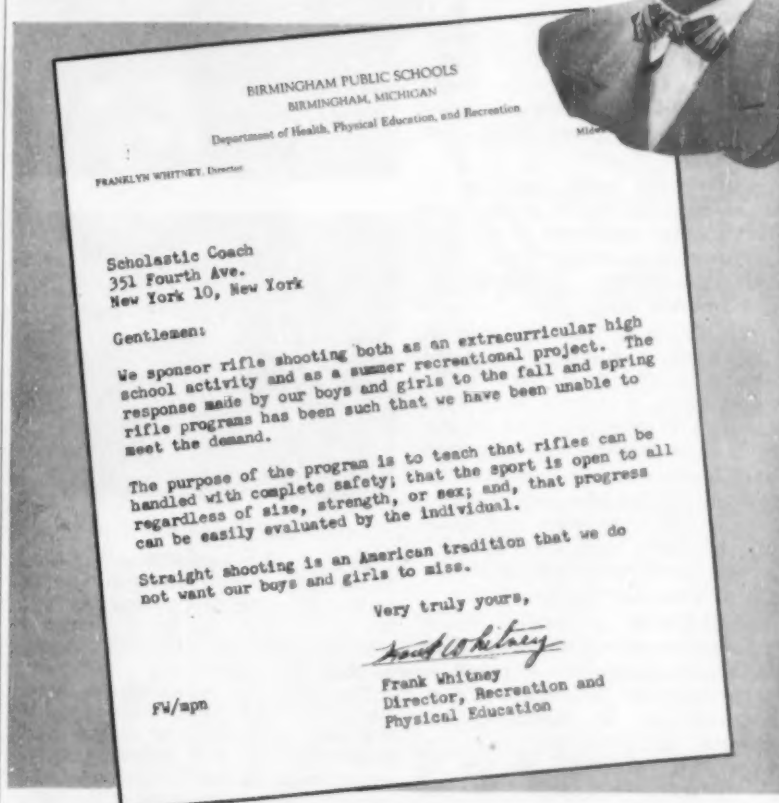 BIRMINGHAM PUBLIC SCHOOLS
BIRMINGHAM, MICHIGAN
Department of Health, Physical Education, and Recreation
FRANKLYN WHITNEY, Director
Scholastic Coach
351 Fourth Ave.
New York 10, New York
Gentlemen:
We sponsor rifle shooting both as an extracurricular high
school activity and as a summer recreational project. The
response made by our boys and girls to the fall and spring
rifle programs has been such that we have been unable to
meet the demand.
The purpose of the program is to teach that rifles can be
handled with complete safety; that the sport is open to all
regardless of size, strength, or sex; and, that progress
can be easily evaluated by the individual.
Straight shooting is an American tradition that we do
not want our boys and girls to miss.
Very truly yours,
Frank Whitney
Frank Whitney
Director, Recreation and
Physical Education
FW/mpn